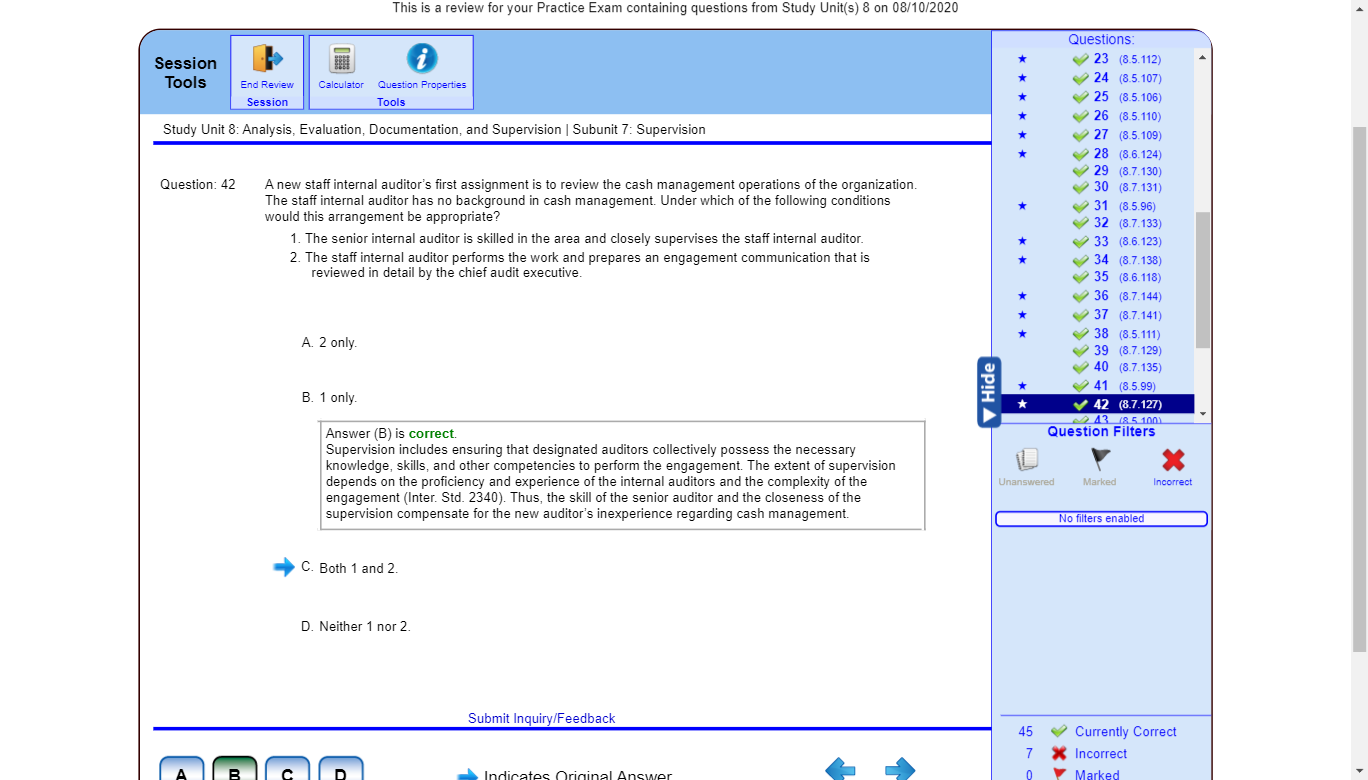 This is a review for your Practice Exam containing questions from Study Unit(s) 8 on 08/10/2020
Session
Tools
End Review
Session
Calculator
Question Properties
Tools
Study Unit 8: Analysis, Evaluation, Documentation, and Supervision | Subunit 7: Supervision
Question: 42
A new staff internal auditor's first assignment is to review the cash management operations of the organization.
The staff internal auditor has no background in cash management. Under which of the following conditions
would this arrangement be appropriate?
1. The senior internal auditor is skilled in the area and closely supervises the staff internal auditor.
2. The staff internal auditor performs the work and prepares an engagement communication that is
reviewed in detail by the chief audit executive.
A. 2 only.
B. 1 only.
Answer (B) is correct.
Supervision includes ensuring that designated auditors collectively possess the necessary
knowledge, skills, and other competencies to perform the engagement. The extent of supervision
depends on the proficiency and experience of the internal auditors and the complexity of the
engagement (Inter. Std. 2340). Thus, the skill of the senior auditor and the closeness of the
supervision compensate for the new auditor's inexperience regarding cash management.
C. Both 1 and 2.
D. Neither 1 nor 2.
Submit Inquiry/Feedback
A B C D
Indicates Original Answer
Questions:
23 (8.5.112)
24 (8.5.107)
25 (8.5.106)
26 (8.5.110)
27 (8.5.109)
28 (8.6.124)
29 (8.7.130)
30 (8.7.131)
31 (8.5.96)
32 (8.7.133)
33 (8.6.123)
34 (8.7.138)
35 (8.6.118)
36 (8.7.144)
37 (8.7.141)
38 (8.5.111)
39 (8.7.129)
40 (8.7.135)
41 (8.5.99)
42 (8.7.127)
43 (8.5.100)
Hide
Question Filters
Unanswered
Marked
Incorrect
No filters enabled
45 Currently Correct
7 Incorrect
0 Marked